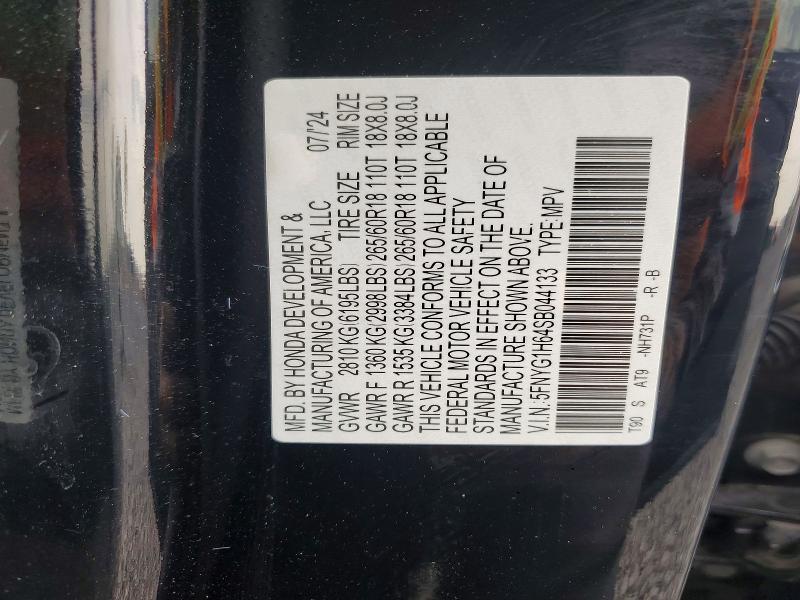 MFD. BY HONDA DEVELOPMENT &
MANUFACTURING OF AMERICA, LLC 07/'24
GVWR 2810 KG(6195LBS) TIRE SIZE RIM SIZE
GAWR F 1360 KG(2998LBS) 265/60R18 110T 18X8.0J
GAWR R 1535 KG(3384LBS) 265/60R18 110T 18X8.0J
THIS VEHICLE CONFORMS TO ALL APPLICABLE
FEDERAL MOTOR VEHICLE SAFETY
STANDARDS IN EFFECT ON THE DATE OF
MANUFACTURE SHOWN ABOVE.
V.I.N.:5FNYG1H64SB044133 TYPE:MPV
T90 S AT9 -NH731P -R -B